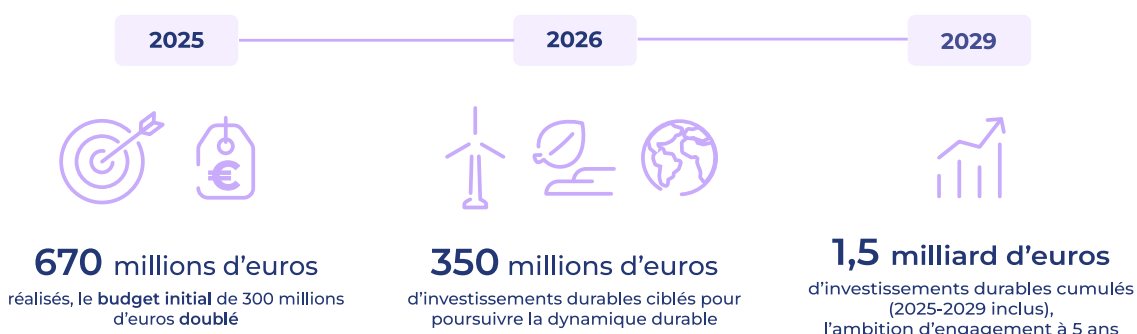 2025
2026
2029
€
670 millions d'euros
réalisés, le budget initial de 300 millions
d'euros doublé
350 millions d'euros
d'investissements durables ciblés pour
poursuivre la dynamique durable
1,5 milliard d'euros
d'investissements durables cumulés
(2025-2029 inclus),
l'ambition d'engagement à 5 ans